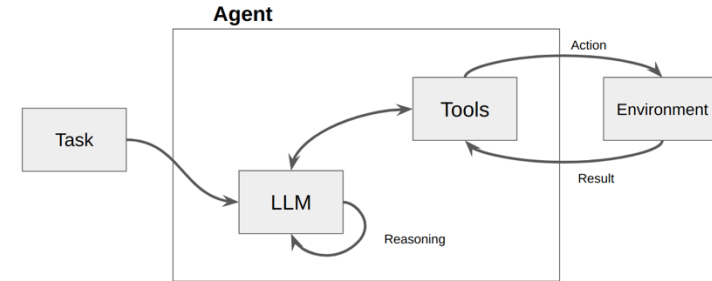 Agent
Action
Tools
Environment
Task
Result
LLM
Reasoning